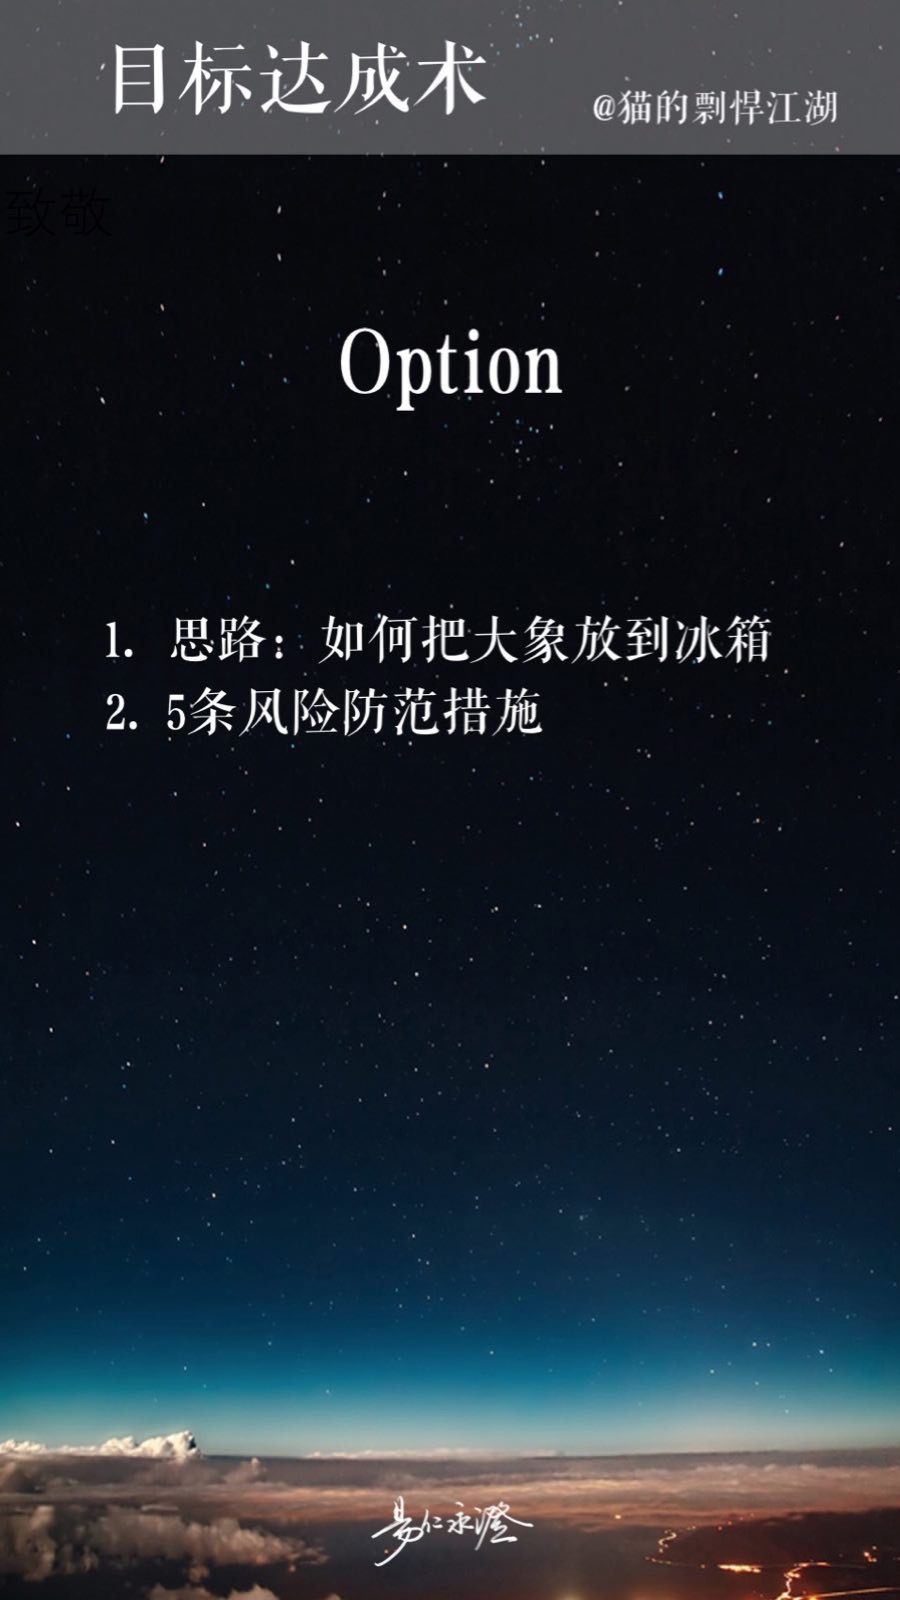 目标达成术
@猫的剽悍江湖
致敬
Option
1. 思路：如何把大象放到冰箱
2. 5条风险防范措施
易仁永澄